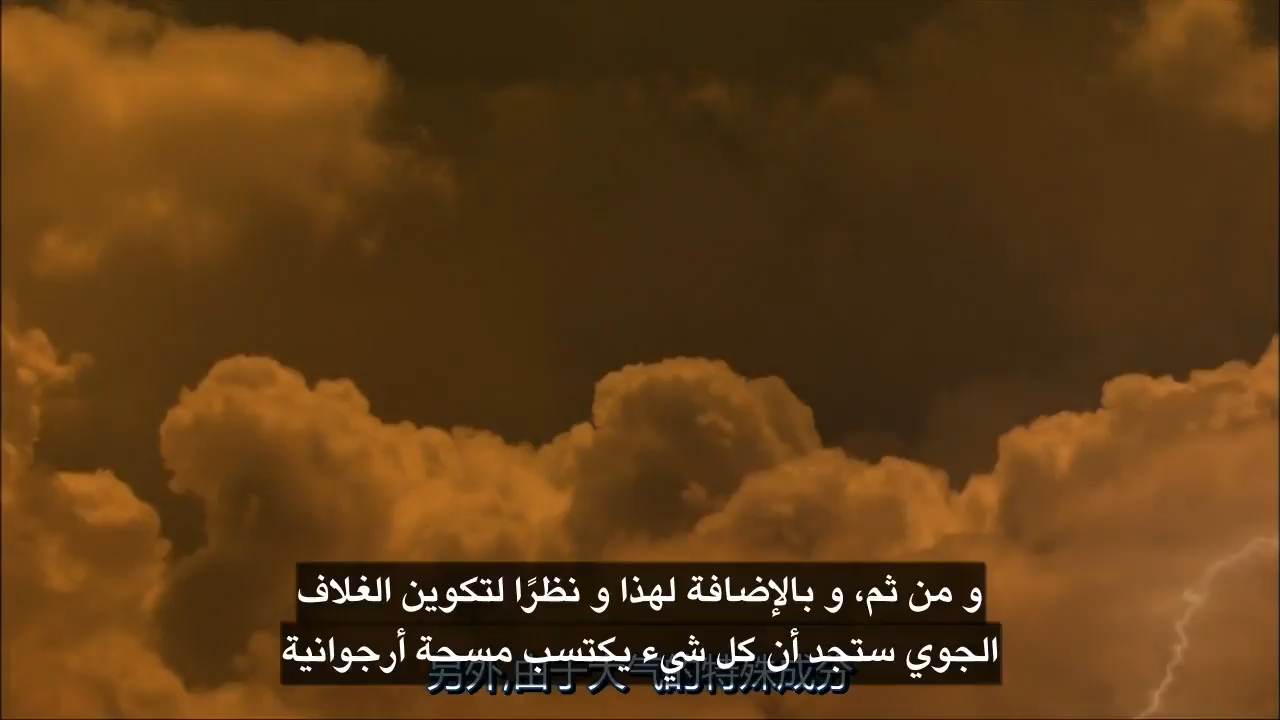 و من ثم، و بالإضافة لهذا و نظرًا لتكوين الغلاف
الجوي ستجد أن كل شيء يكتسب مسحة أرجوانية
另外,由于大气的特殊成分